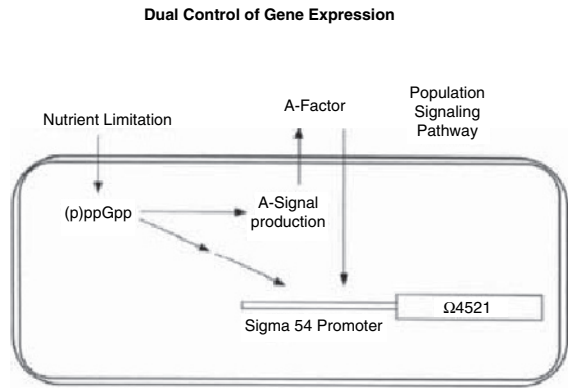 Dual Control of Gene Expression
Nutrient Limitation
A-Factor
Population
Signaling
Pathway
(p)ppGpp
A-Signal
production
Ω4521
Sigma 54 Promoter